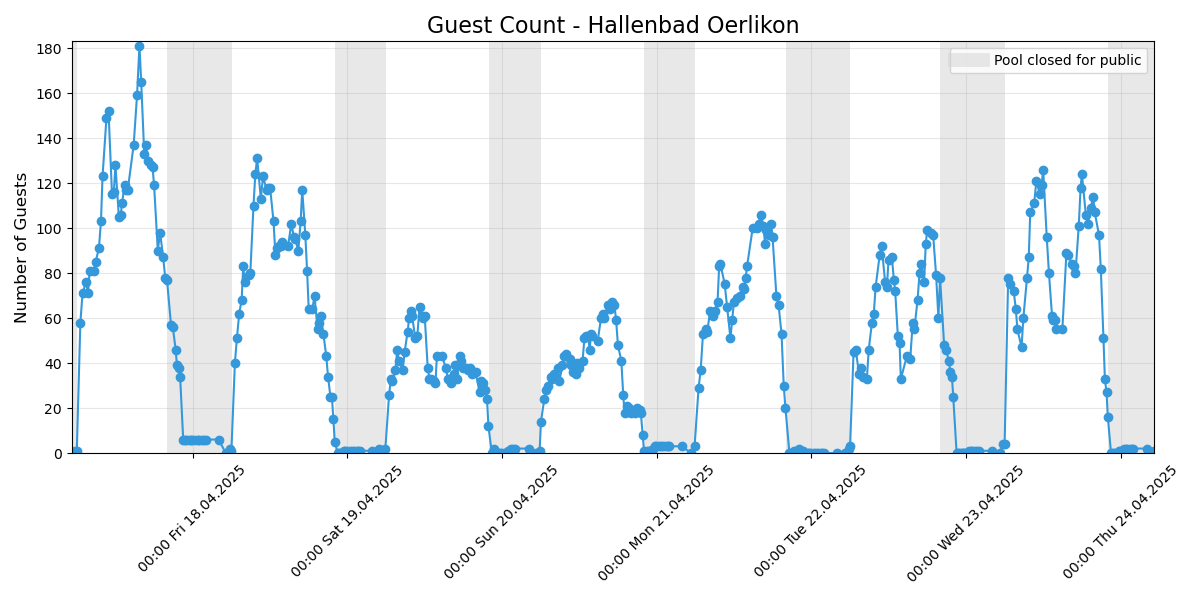 Guest Count - Hallenbad Oerlikon
Pool closed for public
Number of Guests
180
160
140
120
100
80
60
40
20
0
00:00 Fri 18.04.2025
00:00 Sat 19.04.2025
00:00 Sun 20.04.2025
00:00 Mon 21.04.2025
00:00 Tue 22.04.2025
00:00 Wed 23.04.2025
00:00 Thu 24.04.2025